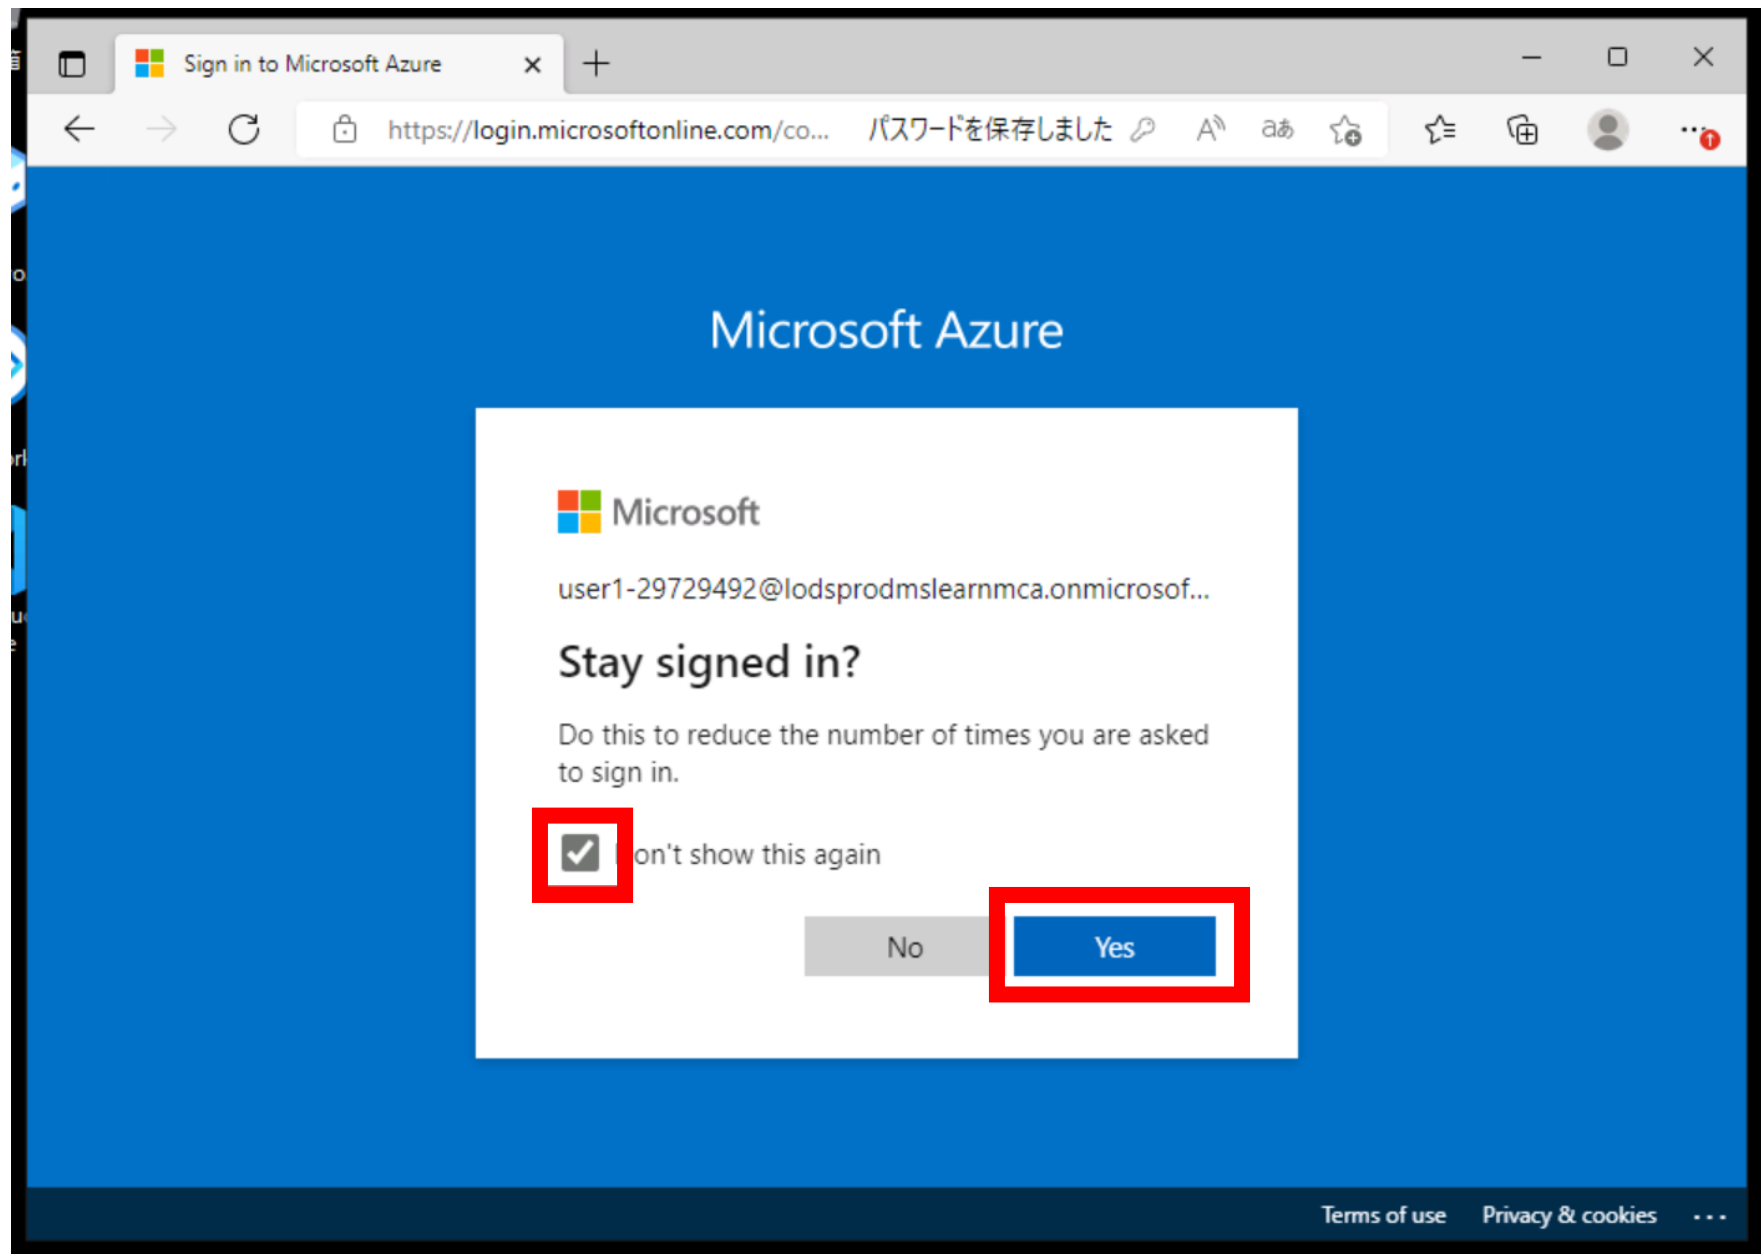 Sign in to Microsoft Azure
https://login.microsoftonline.com/co... パスワードを保存しました
Microsoft Azure
Microsoft
user1-29729492@lodsprodmslearnmca.onmicrosof...
Stay signed in?
Do this to reduce the number of times you are asked
to sign in.
on't show this again
No Yes
Terms of use Privacy & cookies ...